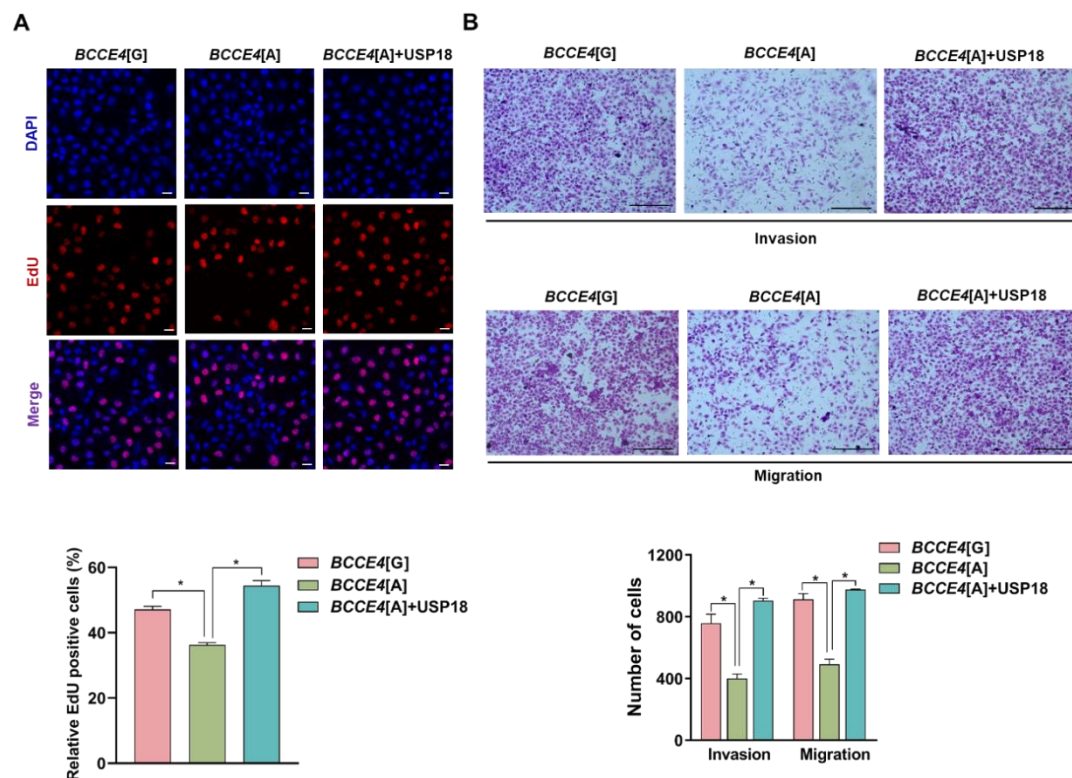 A
BCCE4[G] BCCE4[A] BCCE4[A]+USP18
DAPI
EdU
Merge
Relative EdU positive cells (%)
60
40
20
0
*
*
BCCE4[G]
BCCE4[A]
BCCE4[A]+USP18
B
BCCE4[G] BCCE4[A] BCCE4[A]+USP18
Invasion
BCCE4[G] BCCE4[A] BCCE4[A]+USP18
Migration
Number of cells
1200
800
400
0
* * * *
Invasion Migration
BCCE4[G]
BCCE4[A]
BCCE4[A]+USP18